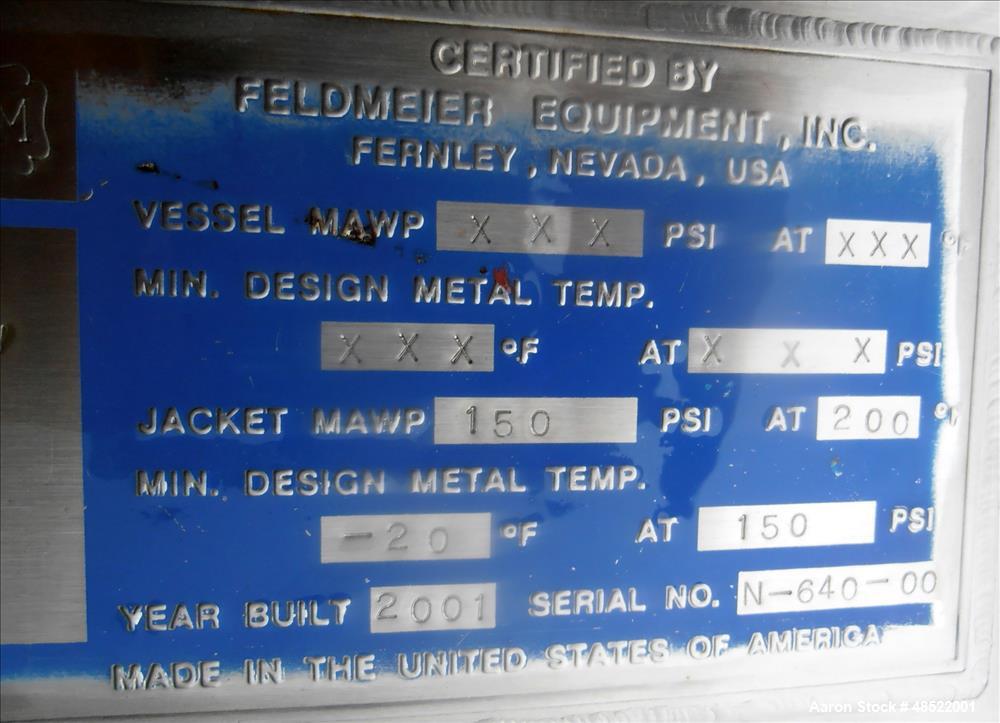 CERTIFIED BY
FELDMEIER EQUIPMENT, INC.
FERNLEY, NEVADA, USA
M
VESSEL MAWP XXX PSI AT XXX °F
MIN. DESIGN METAL TEMP.
XXX °F AT XXX PSI
JACKET MAWP 150 PSI AT 200 °F
MIN. DESIGN METAL TEMP.
-20 °F AT 150 PSI
YEAR BUILT 2001 SERIAL NO. N-640-00
MADE IN THE UNITED STATES OF AMERICA
Aaron Stock # 48522001